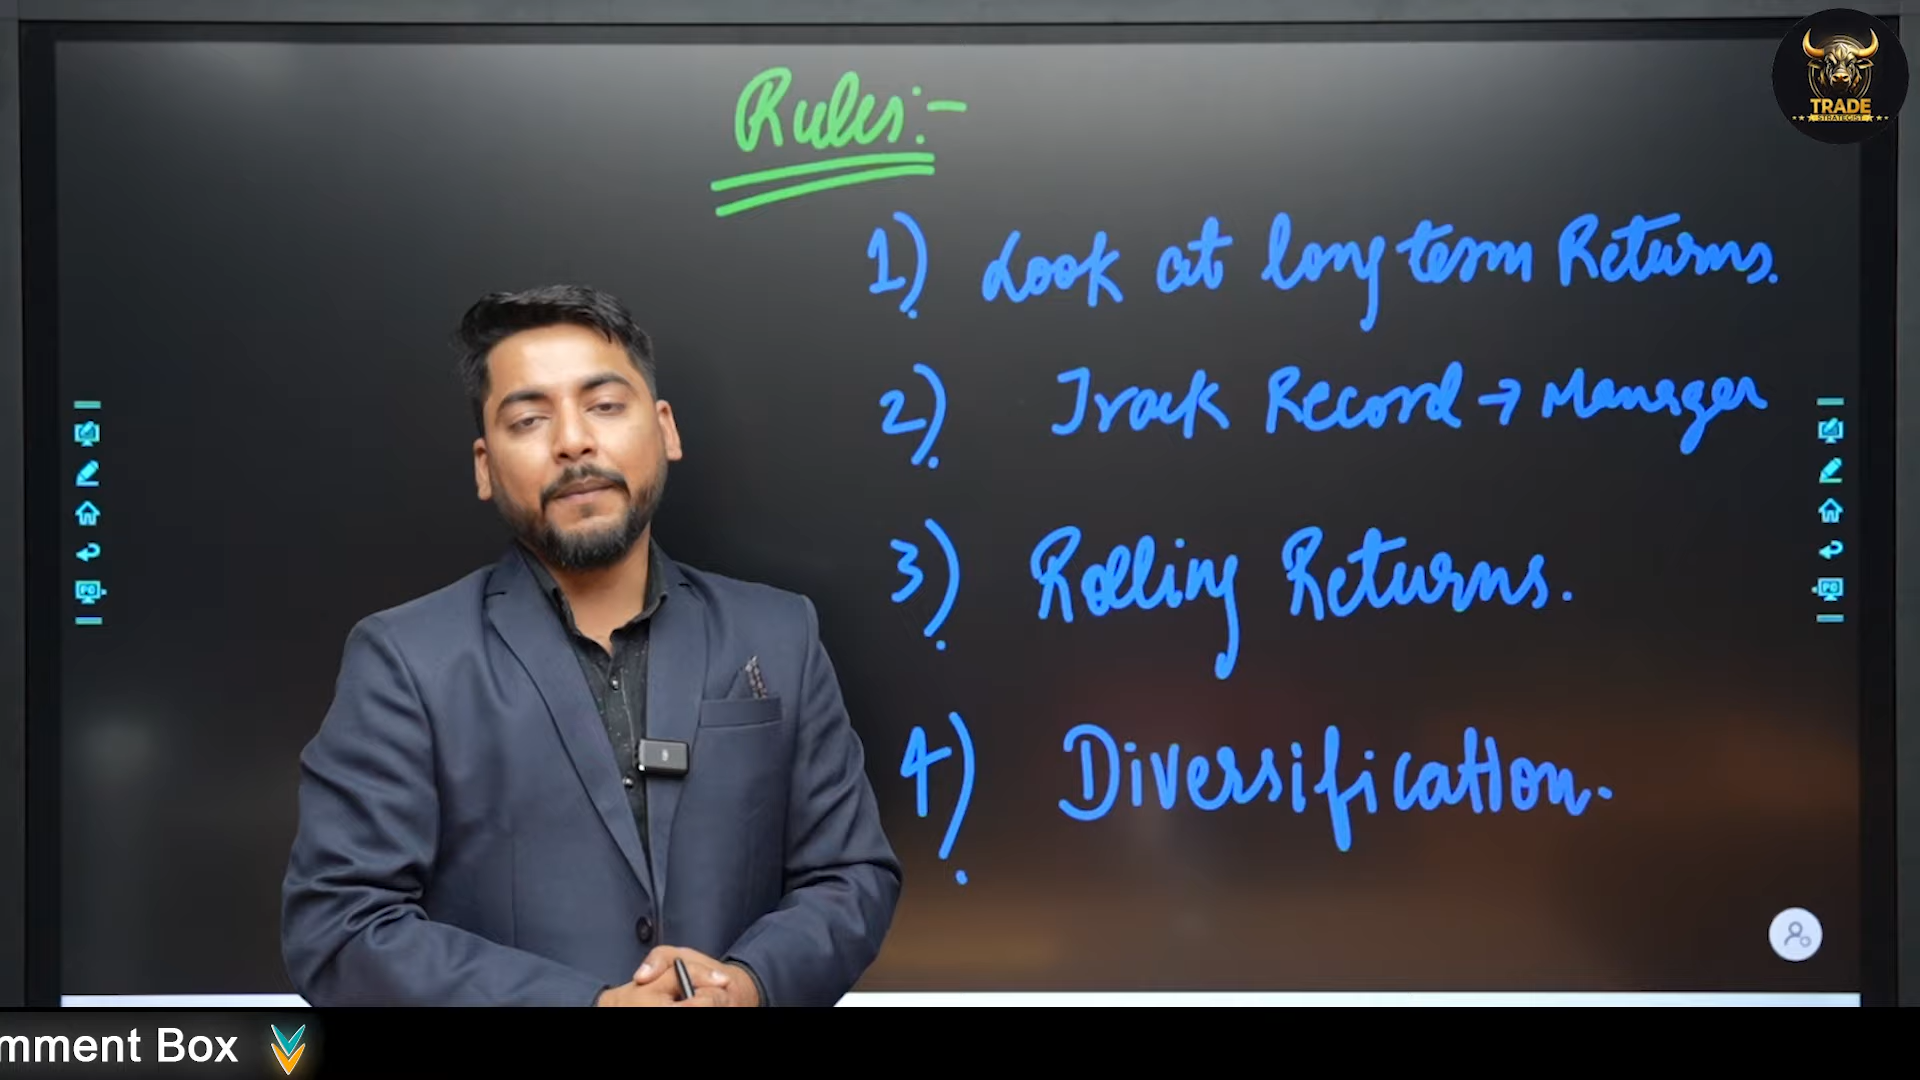 Rules:-
TRADE
STRATEGIST
1) Look at long term Returns.
2) Track Record → Manager
3) Rolling Returns.
4) Diversification.
mment Box